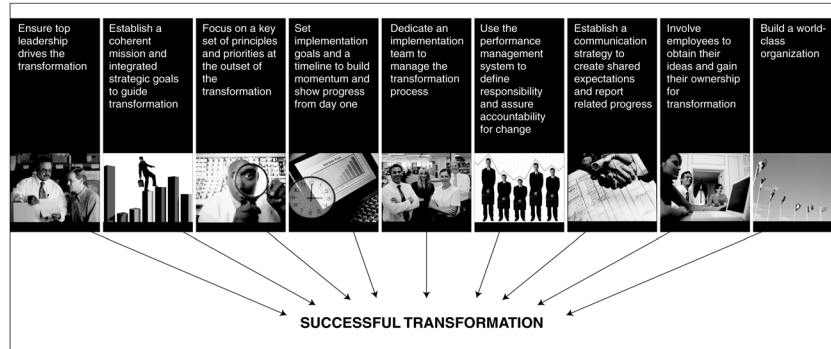 Ensure top
leadership
drives the
transformation
Establish a
coherent
mission and
integrated
strategic goals
to guide
transformation
Focus on a key
set of principles
and priorities at
the outset of
the
transformation
Set
implementation
goals and a
timeline to build
momentum and
show progress
from day one
Dedicate an
implementation
team to
manage the
transformation
process
Use the
performance
management
system to
define
responsibility
and assure
accountability
for change
Establish a
communication
strategy to
create shared
expectations
and report
related progress
Involve
employees to
obtain their
ideas and gain
their ownership
for
transformation
Build a world-
class
organization
SUCCESSFUL TRANSFORMATION